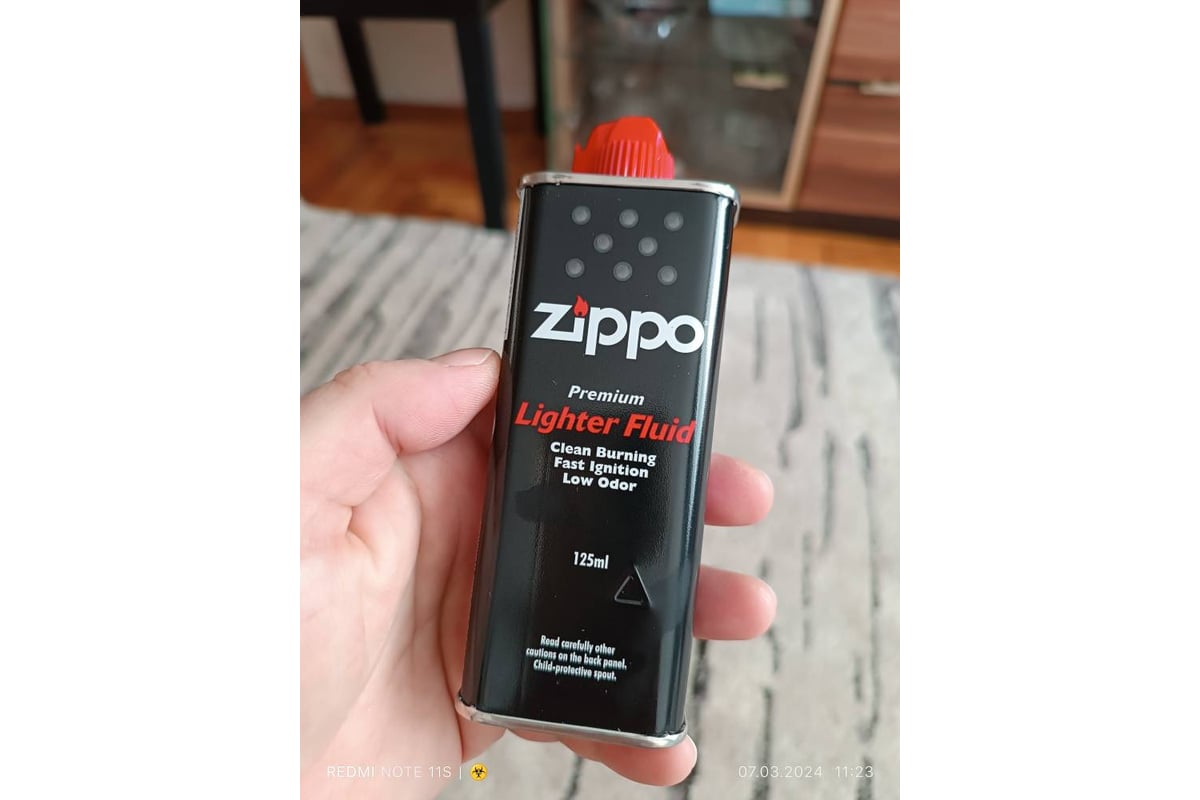 zippo
Premium
Lighter Fluid
Clean Burning
Fast Ignition
Low Odor
125ml
Read carefully other
cautions on the back panel.
Child-protective spout.
REDMI NOTE 11S |
07.03.2024 11:23